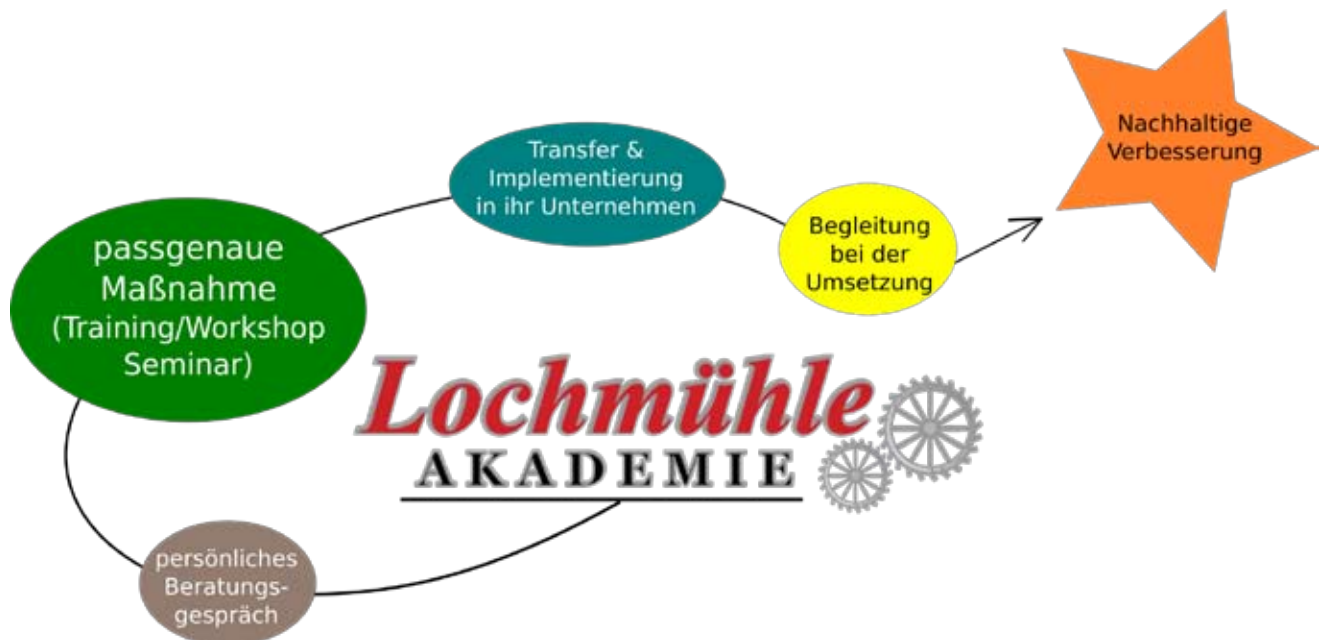 Nachhaltige
Verbesserung
Transfer &
Implementierung
in ihr Unternehmen
Begleitung
bei der
Umsetzung
passgenaue
Maßnahme
(Training/Workshop
Seminar)
Lochmühle
AKADEMIE
persönliches
Beratungs-
gespräch